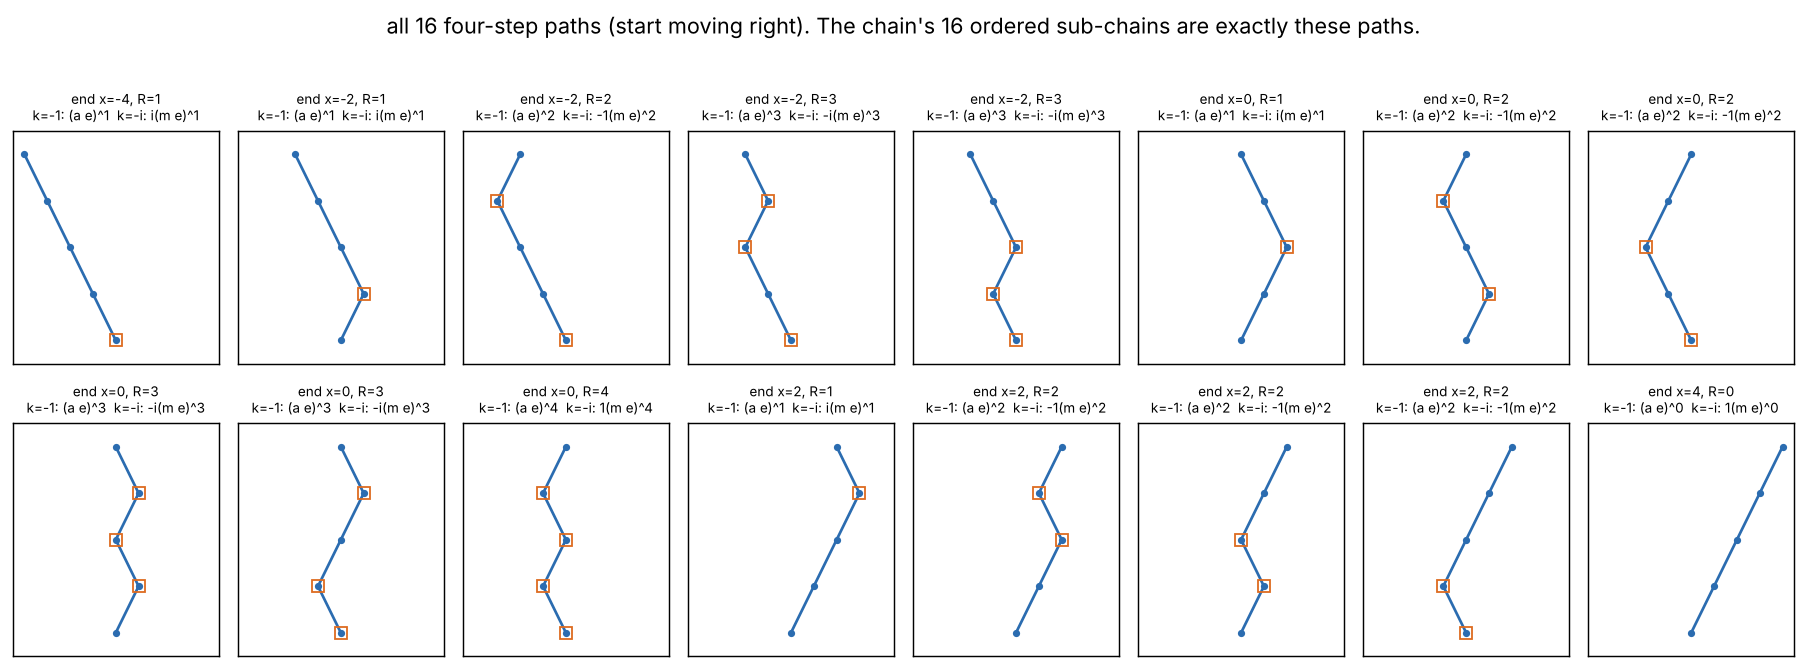 all 16 four-step paths (start moving right). The chain's 16 ordered sub-chains are exactly these paths.
end x=-4, R=1
k=-1: (a e)^1  k=-i: i(m e)^1
end x=-2, R=1
k=-1: (a e)^1  k=-i: i(m e)^1
end x=-2, R=2
k=-1: (a e)^2  k=-i: -1(m e)^2
end x=-2, R=3
k=-1: (a e)^3  k=-i: -i(m e)^3
end x=-2, R=3
k=-1: (a e)^3  k=-i: -i(m e)^3
end x=0, R=1
k=-1: (a e)^1  k=-i: i(m e)^1
end x=0, R=2
k=-1: (a e)^2  k=-i: -1(m e)^2
end x=0, R=2
k=-1: (a e)^2  k=-i: -1(m e)^2
end x=0, R=3
k=-1: (a e)^3  k=-i: -i(m e)^3
end x=0, R=3
k=-1: (a e)^3  k=-i: -i(m e)^3
end x=0, R=4
k=-1: (a e)^4  k=-i: 1(m e)^4
end x=2, R=1
k=-1: (a e)^1  k=-i: i(m e)^1
end x=2, R=2
k=-1: (a e)^2  k=-i: -1(m e)^2
end x=2, R=2
k=-1: (a e)^2  k=-i: -1(m e)^2
end x=2, R=2
k=-1: (a e)^2  k=-i: -1(m e)^2
end x=4, R=0
k=-1: (a e)^0  k=-i: 1(m e)^0